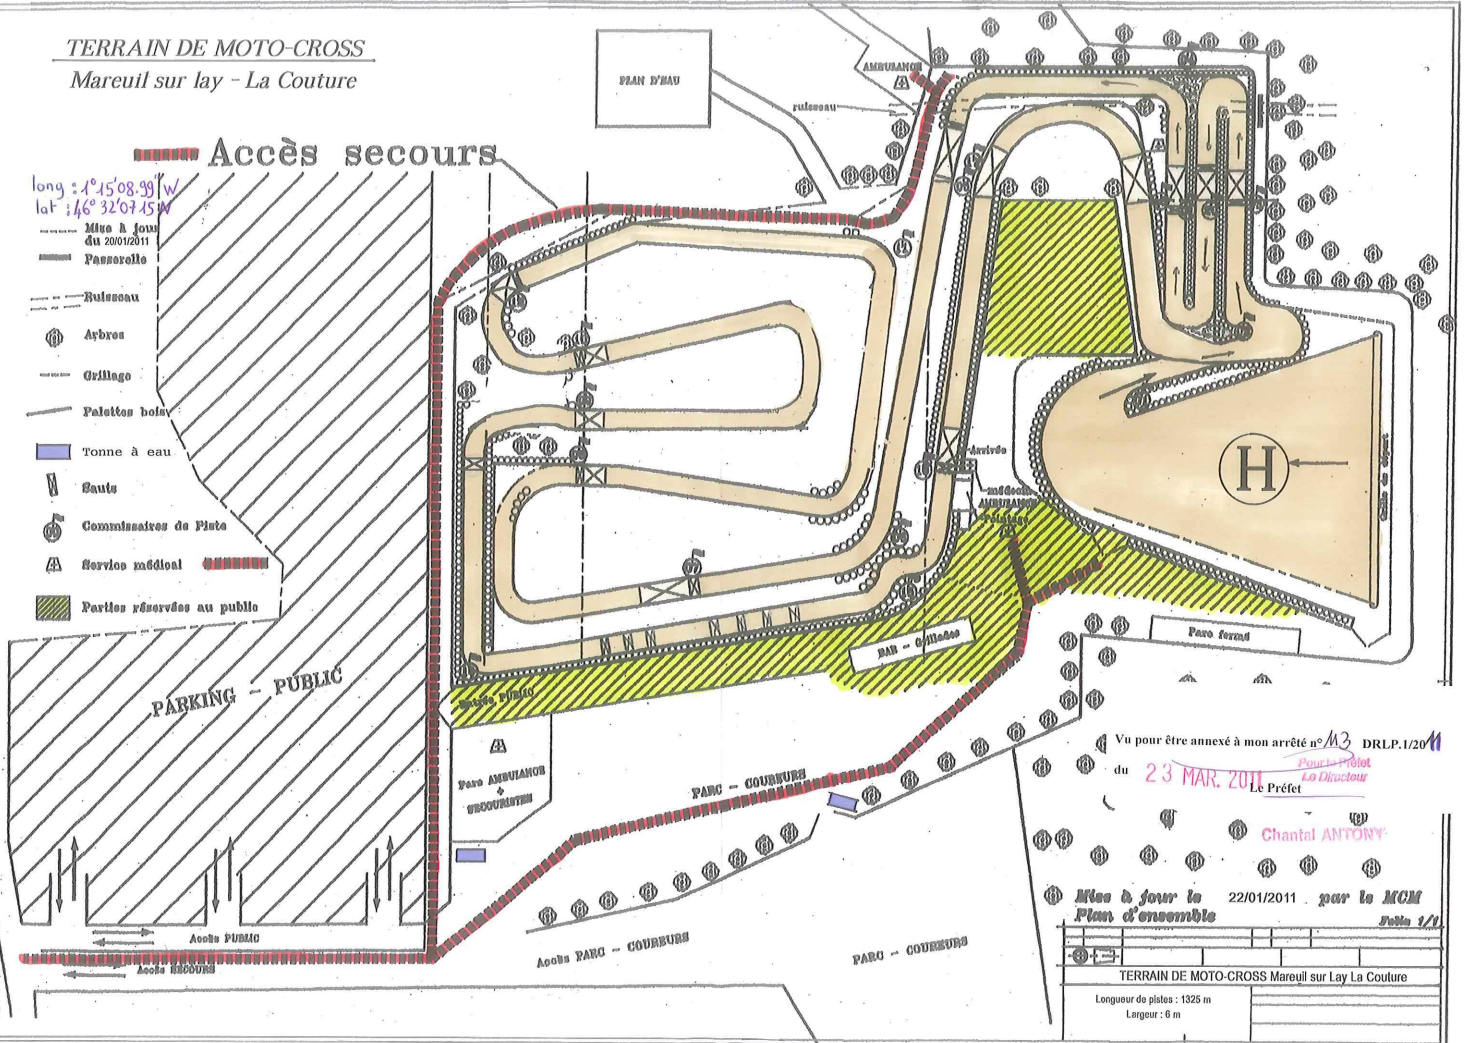 TERRAIN DE MOTO-CROSS
Mareuil sur lay - La Couture
Accès secours
long : 1° 15' 08.99" W
lat : 46° 32' 07 15 N
Mise à jour
du 20/01/2011
Passerelle
Ruisseau
Arbres
Grillage
Palettes bois
Tonne à eau
Sauts
Commissaires de Piste
Service médical
Parties réservées au public
PARKING - PUBLIC
Accès PUBLIC
Accès SECOURS
PLAN D'EAU
AMBULANCE
ruisseau
Arrivée
médecin
AMBULANCE
Pointage
H
Grille de départ
BAR - Grillades
Parc fermé
Entrée PUBLIC
Parc AMBULANCE
+
SECOURISTES
PARC - COUREURS
Accès PARC - COUREURS
PARC - COUREURS
Vu pour être annexé à mon arrêté n° 113 DRLP.1/2011
du 23 MAR. 2011
Pour le Préfet
Le Directeur
Le Préfet
Chantal ANTONY
Mise à jour le 22/01/2011 par le MCM
Plan d'ensemble
Folio 1/1
TERRAIN DE MOTO-CROSS Mareuil sur Lay La Couture
Longueur de pistes : 1325 m
Largeur : 6 m